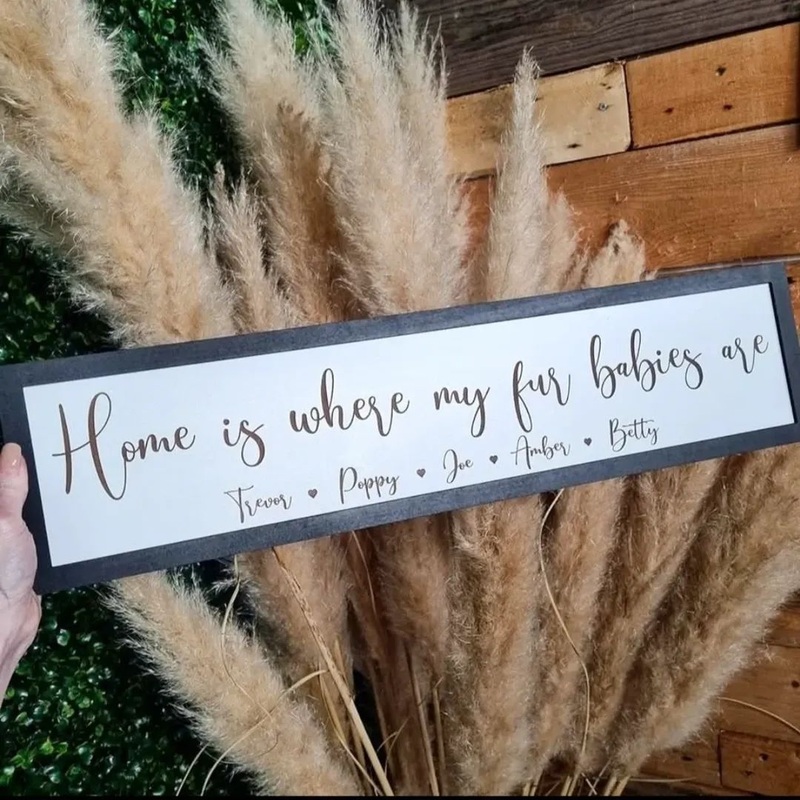 Home is where my fur babies are
Trevor ♥ Poppy ♥ Joe ♥ Amber ♥ Betty